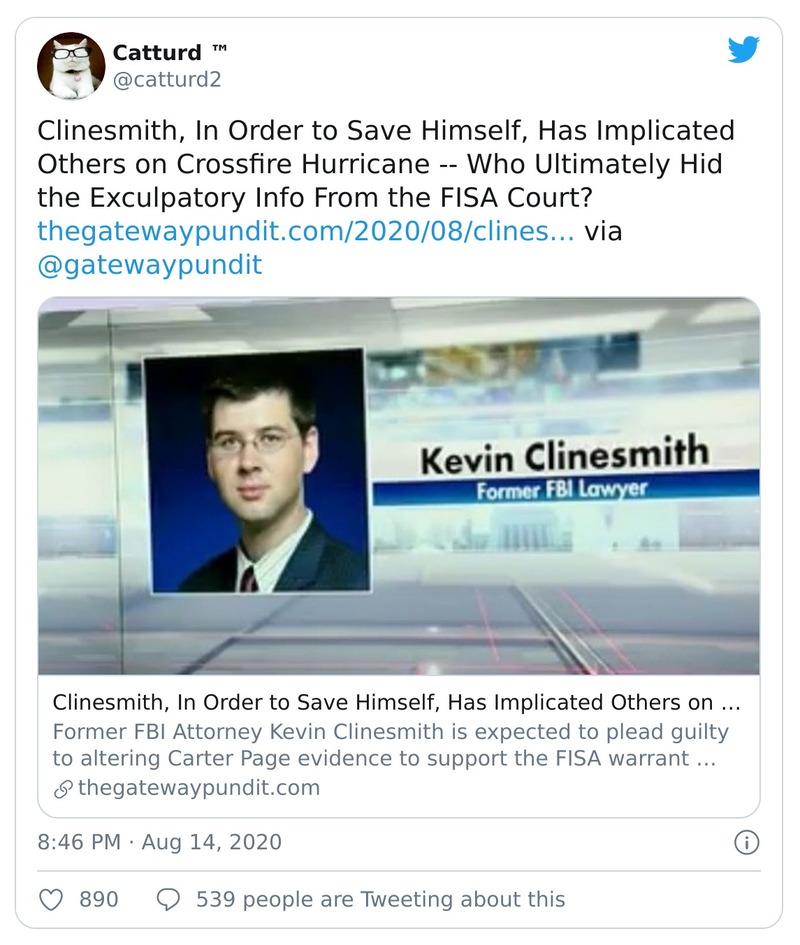 Catturd ™
@catturd2
Clinesmith, In Order to Save Himself, Has Implicated
Others on Crossfire Hurricane -- Who Ultimately Hid
the Exculpatory Info From the FISA Court?
thegatewaypundit.com/2020/08/clines… via
@gatewaypundit
Kevin Clinesmith
Former FBI Lawyer
Clinesmith, In Order to Save Himself, Has Implicated Others on …
Former FBI Attorney Kevin Clinesmith is expected to plead guilty
to altering Carter Page evidence to support the FISA warrant …
thegatewaypundit.com
8:46 PM · Aug 14, 2020
890
539 people are Tweeting about this